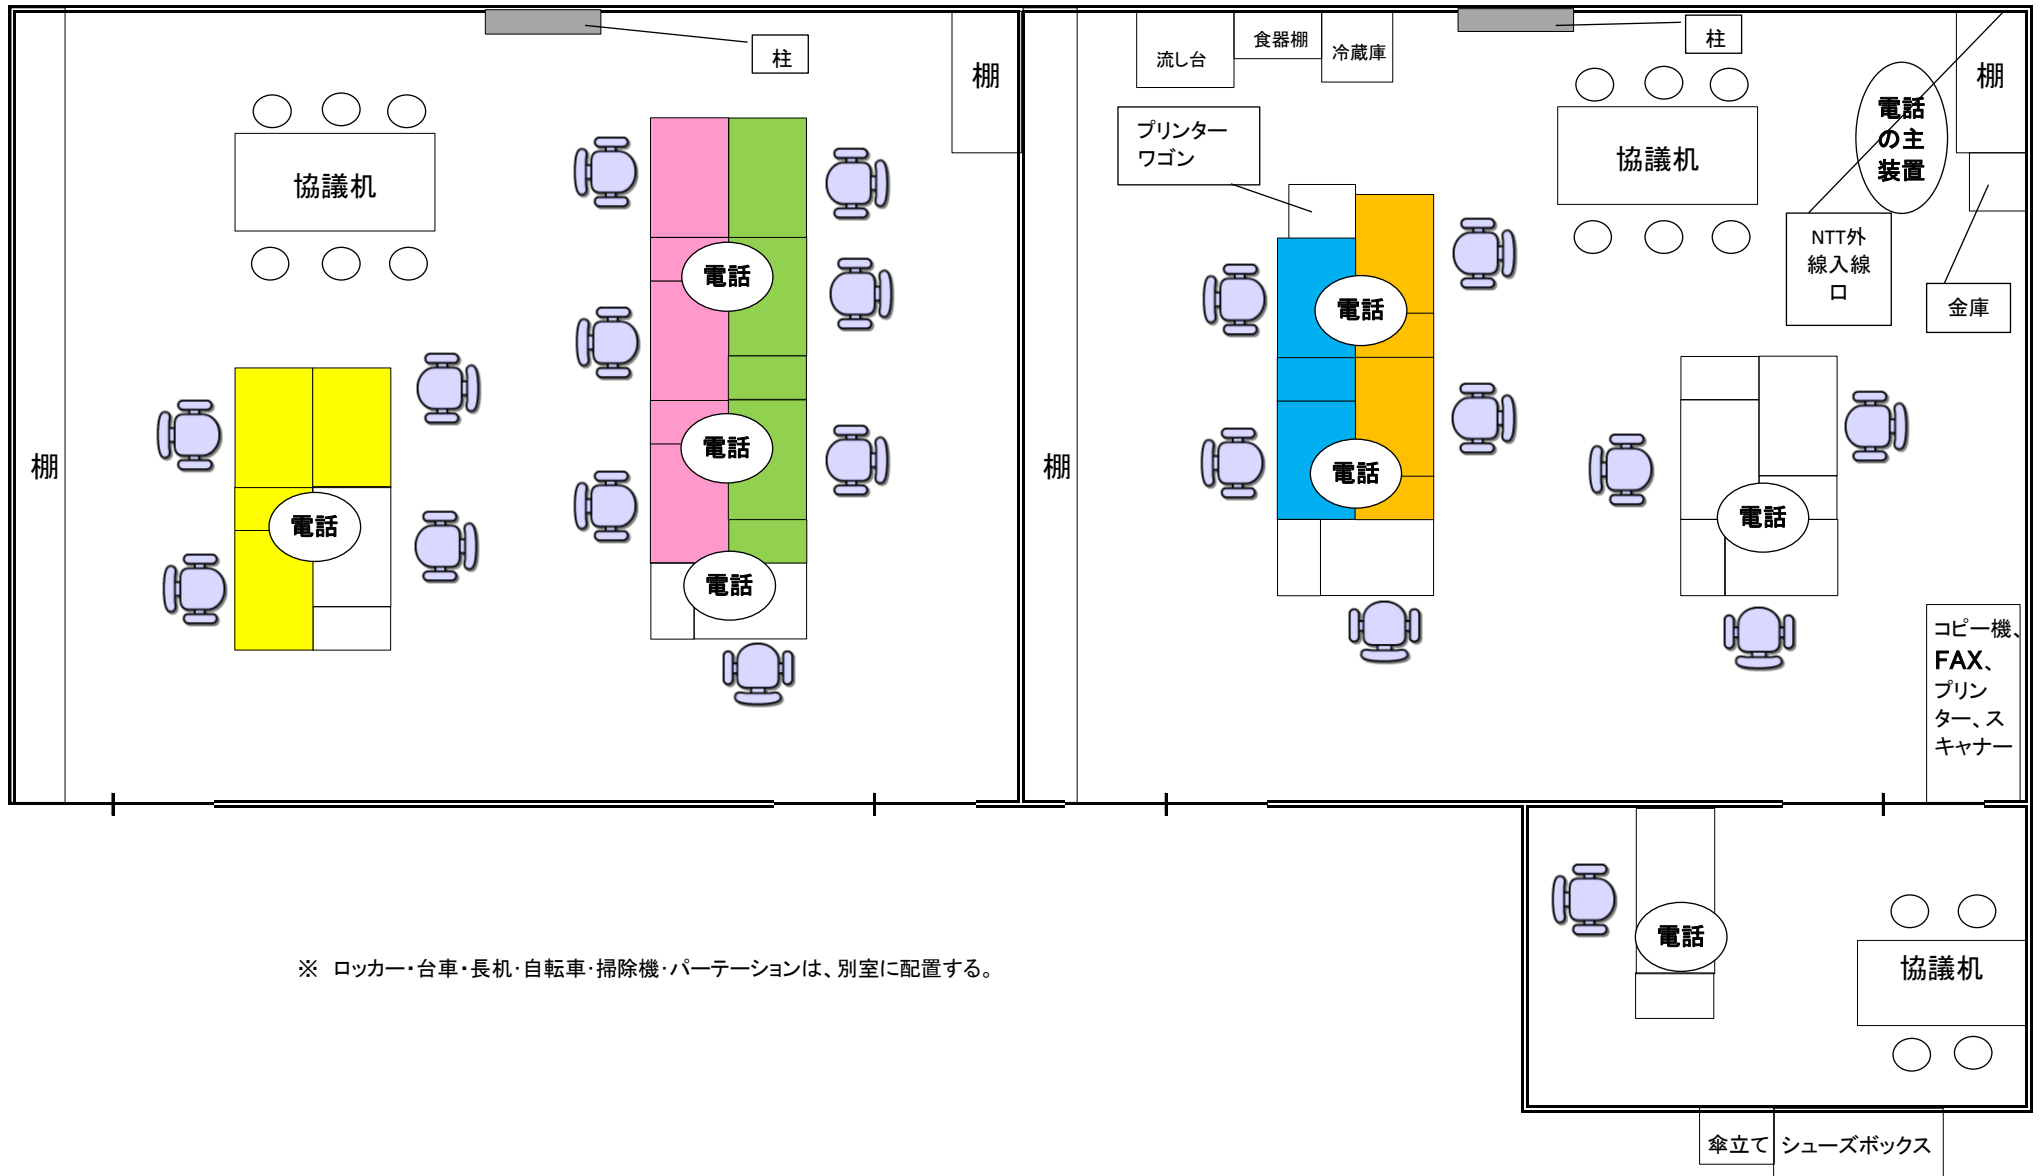 柱
棚
協議机
電話
電話
電話
電話
棚
流し台
食器棚
冷蔵庫
柱
棚
プリンター
ワゴン
協議机
電話
の主
装置
NTT外
線入線
口
金庫
電話
電話
電話
棚
コピー機、
FAX、
プリン
ター、ス
キャナー
電話
協議机
※　ロッカー・台車・長机・自転車・掃除機・パーテーションは、別室に配置する。
傘立て
シューズボックス